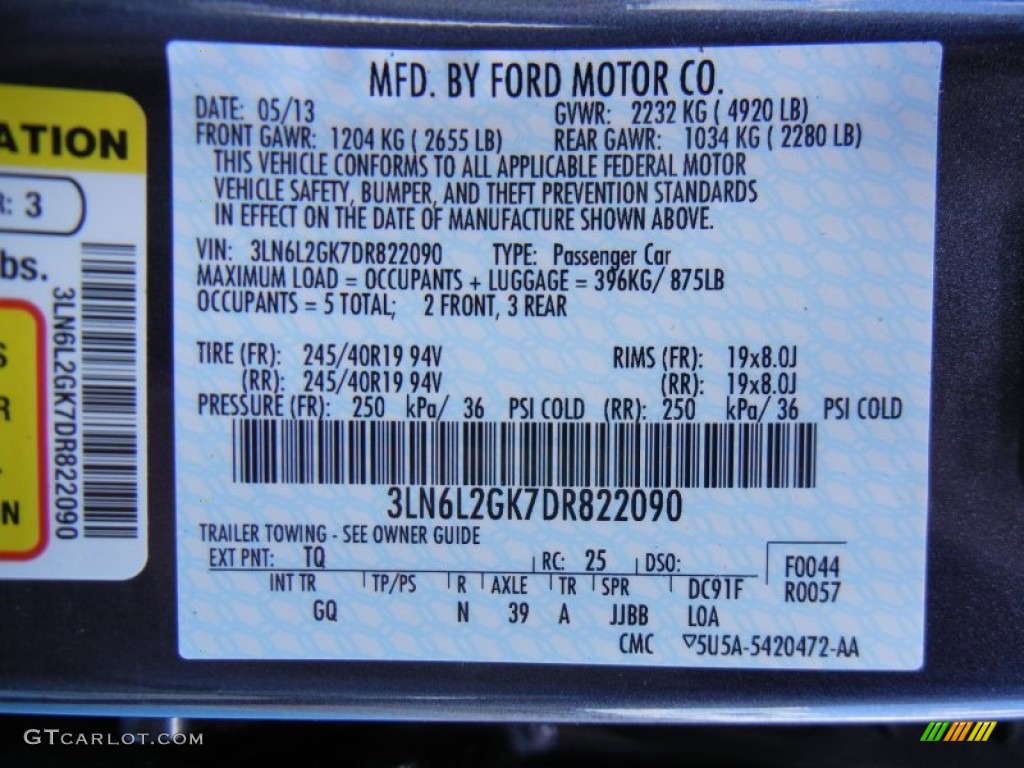 MFD. BY FORD MOTOR CO.
DATE: 05/13 GVWR: 2232 KG ( 4920 LB)
FRONT GAWR: 1204 KG ( 2655 LB) REAR GAWR: 1034 KG ( 2280 LB)
THIS VEHICLE CONFORMS TO ALL APPLICABLE FEDERAL MOTOR
VEHICLE SAFETY, BUMPER, AND THEFT PREVENTION STANDARDS
IN EFFECT ON THE DATE OF MANUFACTURE SHOWN ABOVE.
VIN: 3LN6L2GK7DR822090 TYPE: Passenger Car
MAXIMUM LOAD = OCCUPANTS + LUGGAGE = 396KG/ 875LB
OCCUPANTS = 5 TOTAL; 2 FRONT, 3 REAR
TIRE (FR): 245/40R19 94V RIMS (FR): 19x8.0J
(RR): 245/40R19 94V (RR): 19x8.0J
PRESSURE (FR): 250 kPa/ 36 PSI COLD (RR): 250 kPa/ 36 PSI COLD
3LN6L2GK7DR822090
TRAILER TOWING - SEE OWNER GUIDE
EXT PNT: TQ RC: 25 DSO: F0044
INT TR TP/PS R AXLE TR SPR DC91F R0057
GQ N 39 A JJBB LOA
CMC 5U5A-5420472-AA
ATION
R: 3
bs.
3LN6L2GK7DR822090
S
R
N
GTCARLOT.COM